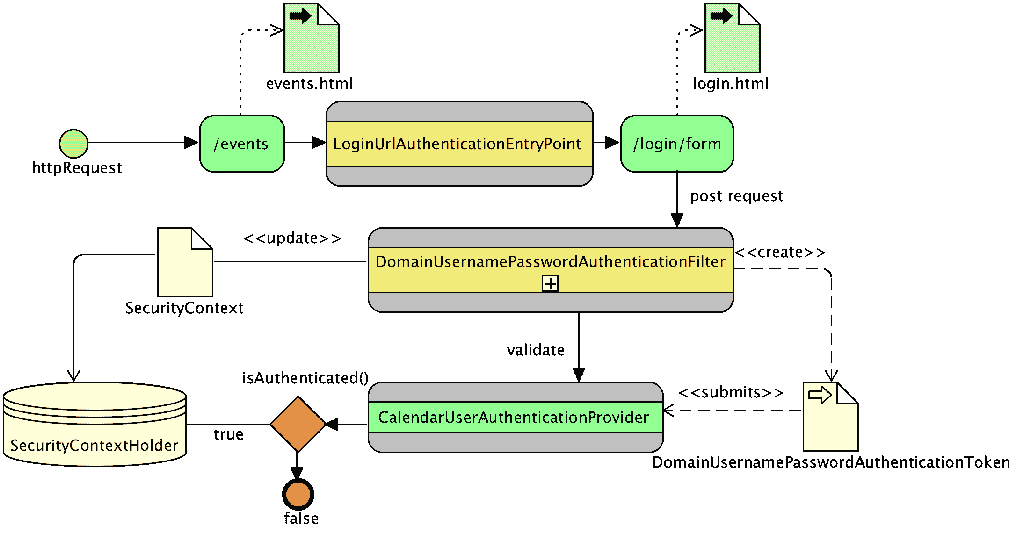 events.html
login.html
/events
LoginUrlAuthenticationEntryPoint
/login/form
httpRequest
post request
<<update>>
<<create>>
DomainUsernamePasswordAuthenticationFilter
SecurityContext
validate
isAuthenticated()
<<submits>>
CalendarUserAuthenticationProvider
SecurityContextHolder
true
DomainUsernamePasswordAuthenticationToken
false